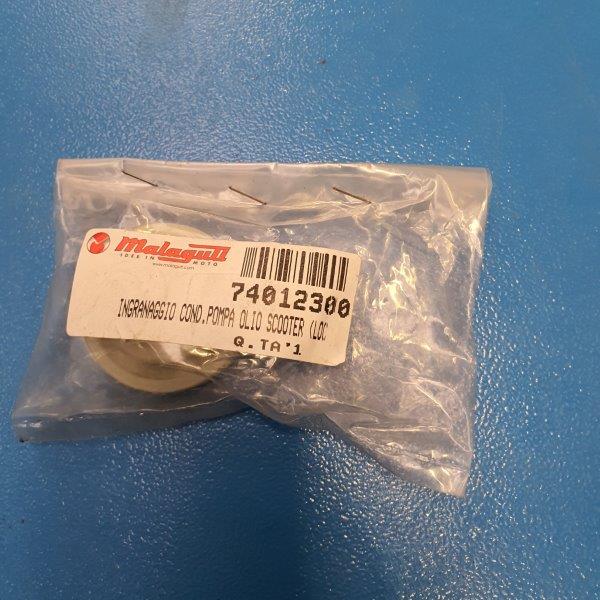 Malaguti
IDEE IN MOTO
www.malaguti.com
74012300
INGRANAGGIO COND.POMPA OLIO SCOOTER (LOC
Q.TA'1